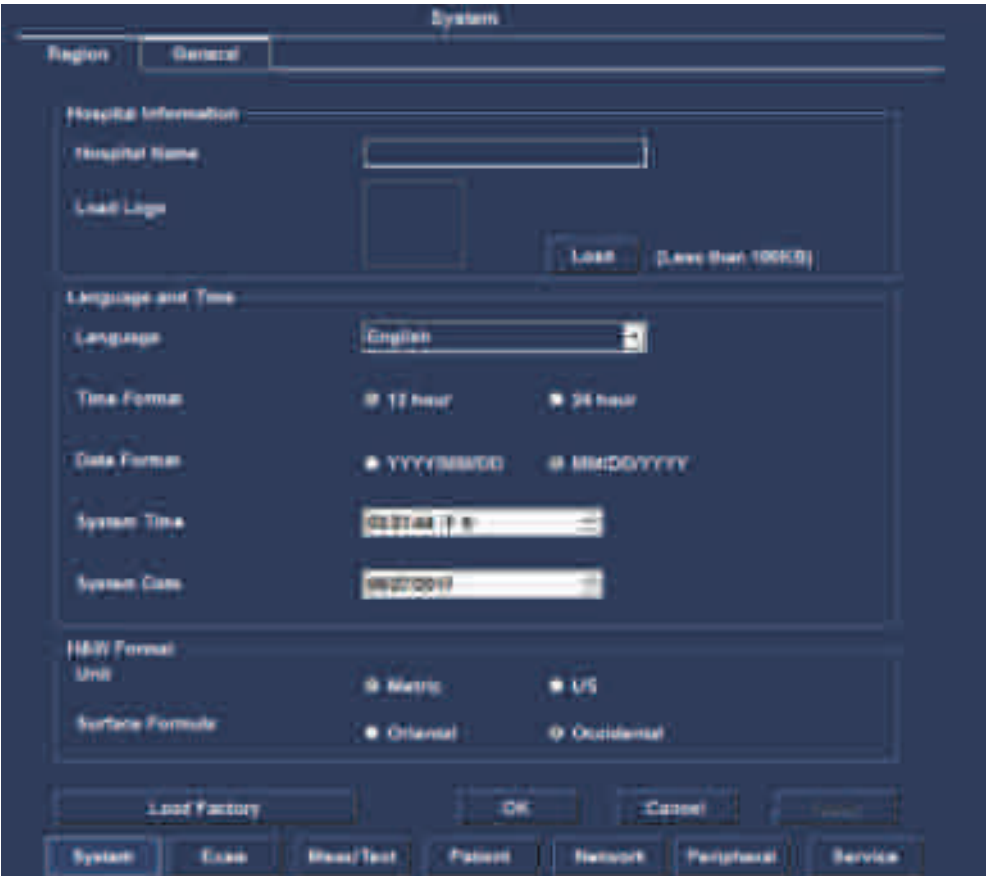 System
Region General
Hospital Information
Hospital Name
Load Logo
Load (Less than 100KB)
Language and Time
Language English
Time Format 12 hour 24 hour
Date Format YYYY/MM/DD MM/DD/YYYY
System Time
System Date
H&W Format
Unit Metric US
Surface Formula Oriental Occidental
Load Factory OK Cancel
System Exam Meas/Text Patient Network Peripheral Service